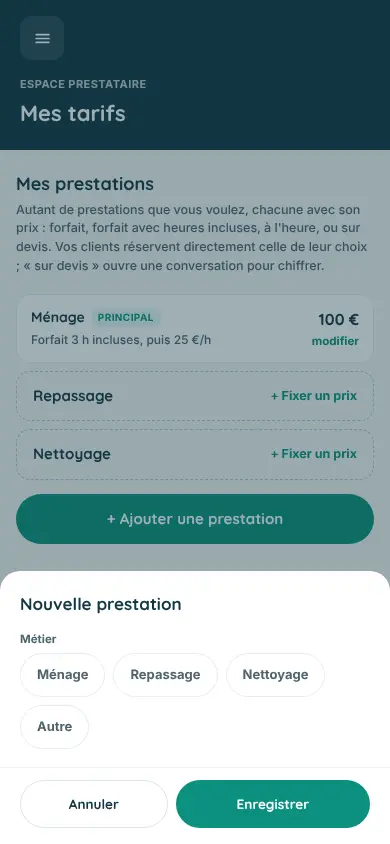 ESPACE PRESTATAIRE
Mes tarifs
Mes prestations
Autant de prestations que vous voulez, chacune avec son
prix : forfait, forfait avec heures incluses, à l'heure, ou sur
devis. Vos clients réservent directement celle de leur choix
; « sur devis » ouvre une conversation pour chiffrer.
Ménage PRINCIPAL 100 €
Forfait 3 h incluses, puis 25 €/h modifier
Repassage + Fixer un prix
Nettoyage + Fixer un prix
+ Ajouter une prestation
Nouvelle prestation
Métier
Ménage Repassage Nettoyage
Autre
Annuler Enregistrer